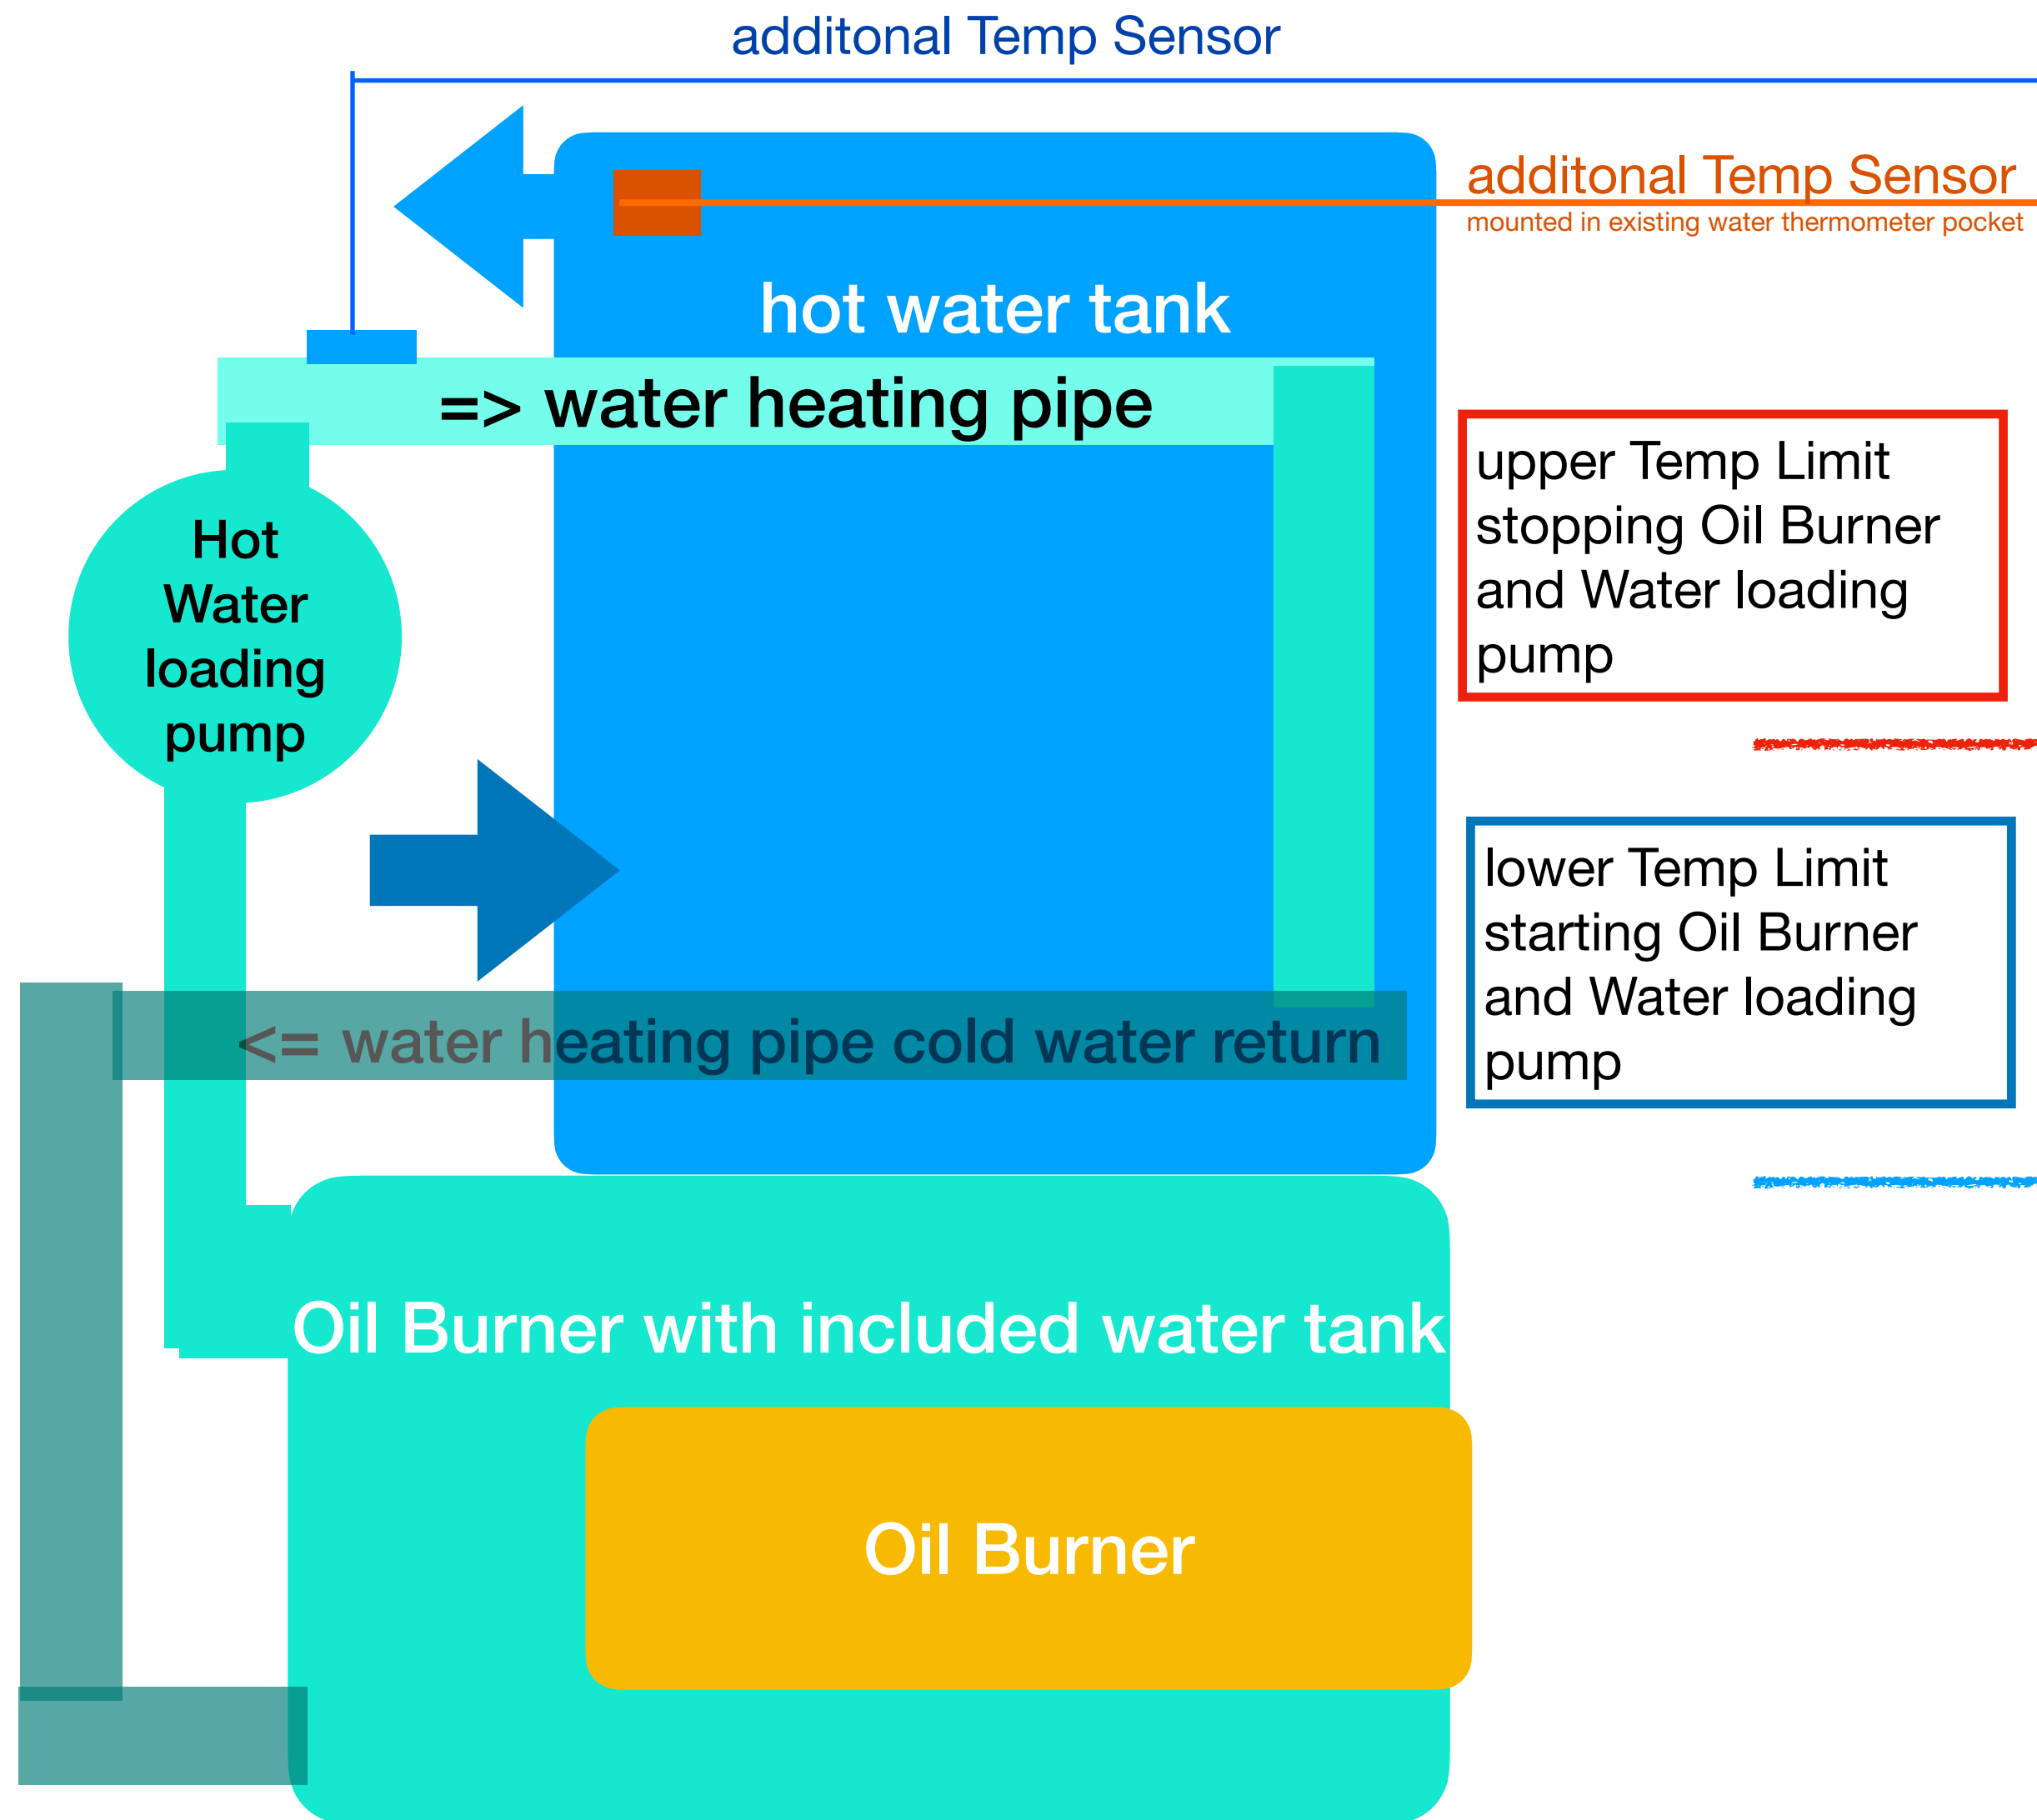 additonal Temp Sensor
additonal Temp Sensor
mounted in existing water thermometer pocket
hot water tank
=> water heating pipe
upper Temp Limit
stopping Oil Burner
and Water loading
pump
Hot
Water
loading
pump
lower Temp Limit
starting Oil Burner
and Water loading
pump
<= water heating pipe cold water return
Oil Burner with included water tank
Oil Burner